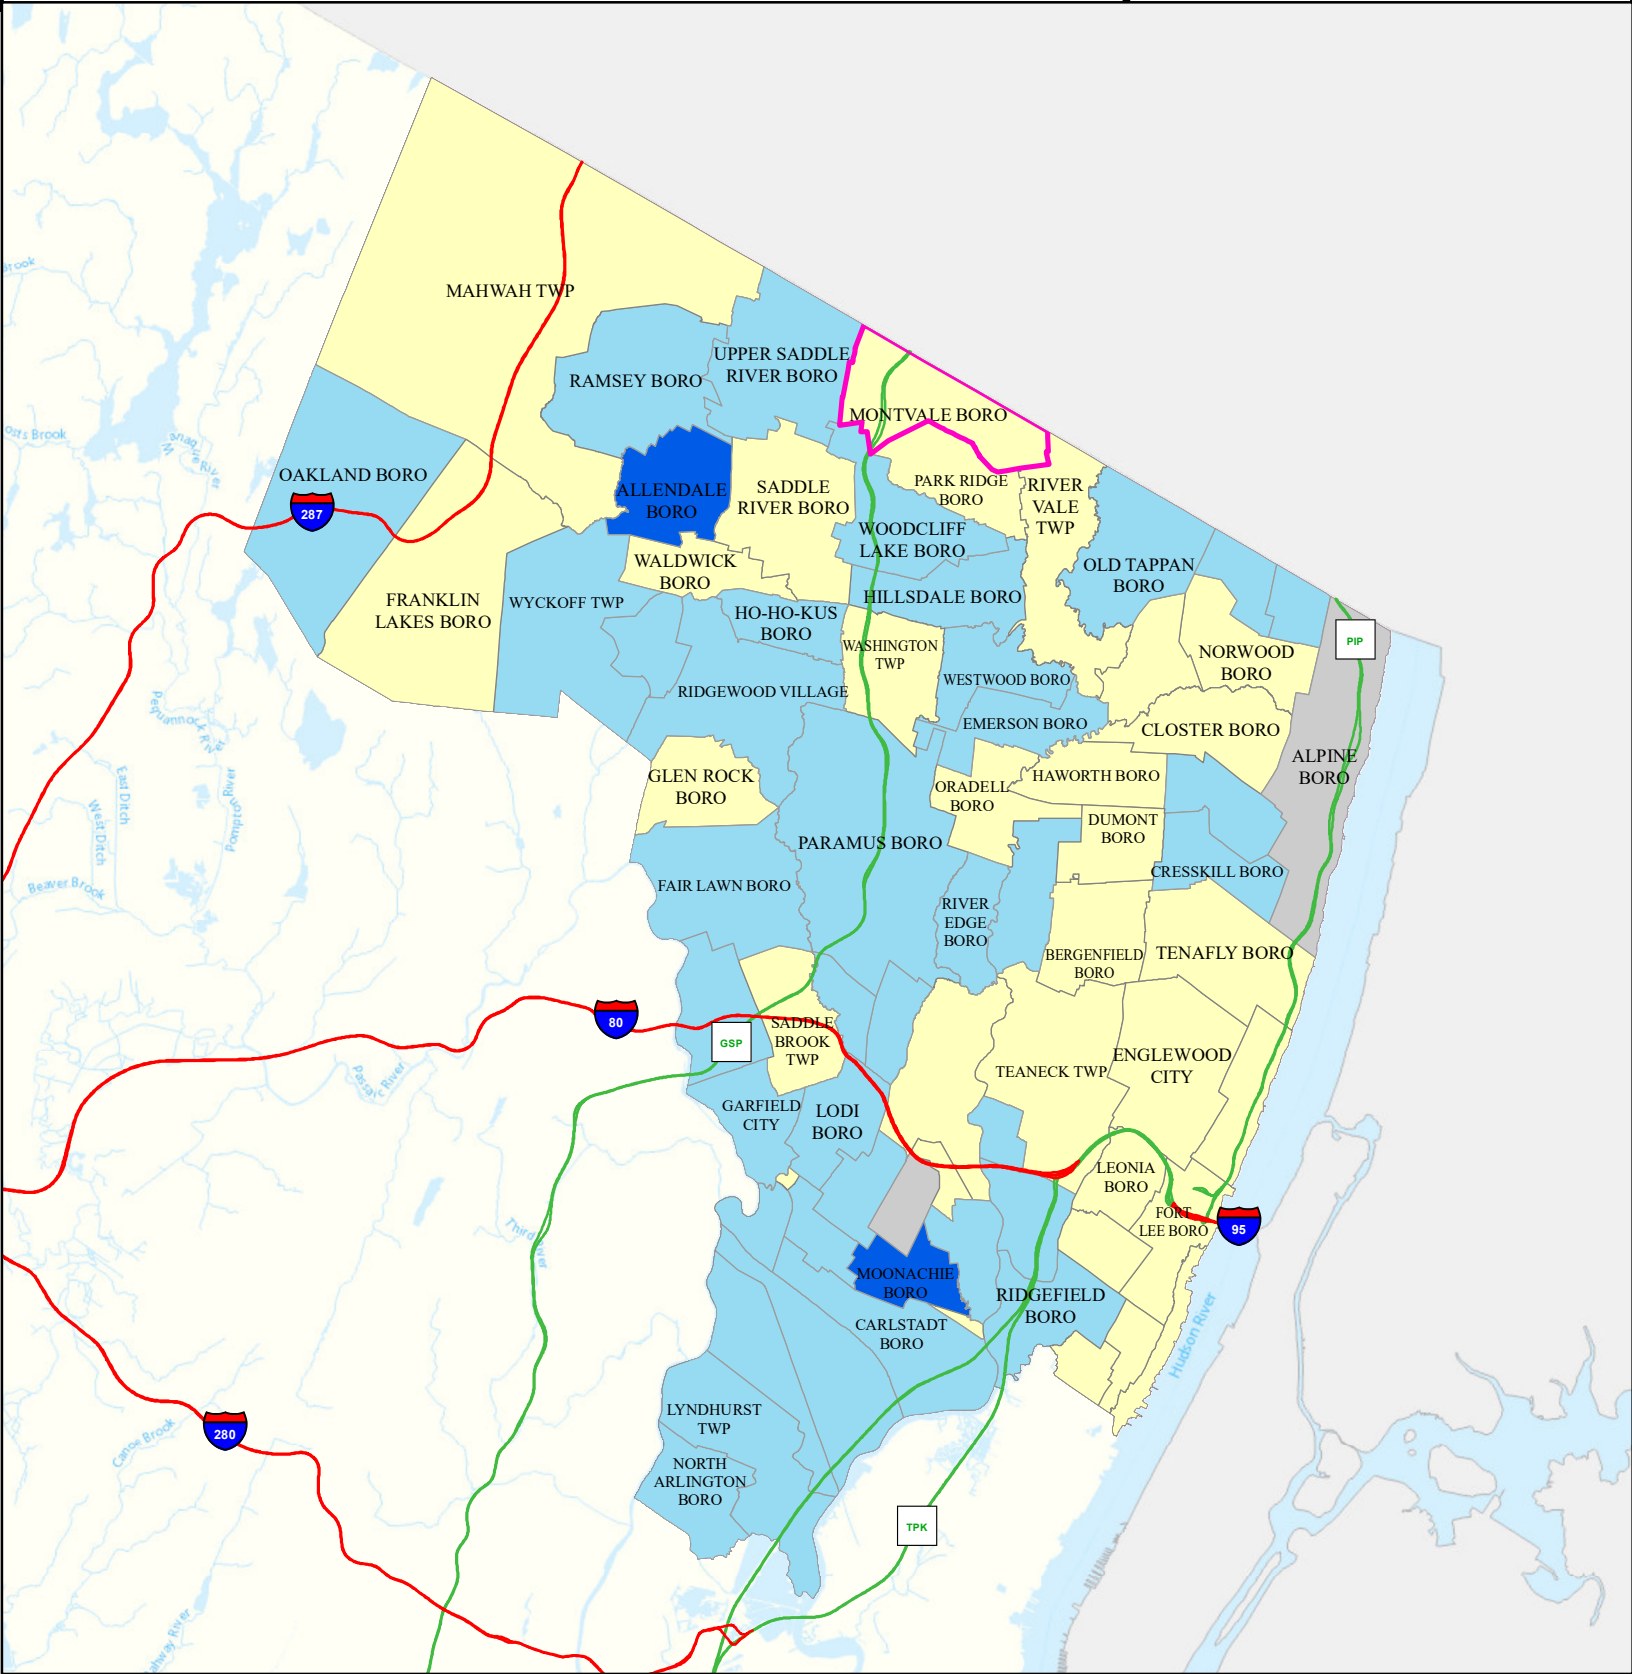 Brook
MAHWAH TWP
UPPER SADDLE
RIVER BORO
RAMSEY BORO
MONTVALE BORO
OAKLAND BORO
287
ALLENDALE
BORO
SADDLE
RIVER BORO
PARK RIDGE
BORO
RIVER
VALE
TWP
WOODCLIFF
LAKE BORO
WALDWICK
BORO
OLD TAPPAN
BORO
FRANKLIN
LAKES BORO
WYCKOFF TWP
HO-HO-KUS
BORO
HILLSDALE BORO
PIP
WASHINGTON
TWP
NORWOOD
BORO
WESTWOOD BORO
RIDGEWOOD VILLAGE
EMERSON BORO
CLOSTER BORO
Pequannock River
ALPINE
BORO
GLEN ROCK
BORO
ORADELL
BORO
HAWORTH BORO
East Ditch
West Ditch
Pompton River
DUMONT
BORO
PARAMUS BORO
CRESSKILL BORO
FAIR LAWN BORO
Beaver Brook
RIVER
EDGE
BORO
BERGENFIELD
BORO
TENAFLY BORO
80
GSP
SADDLE
BROOK
TWP
TEANECK TWP
ENGLEWOOD
CITY
Passaic River
GARFIELD
CITY
LODI
BORO
LEONIA
BORO
FORT
LEE BORO
95
Third River
MOONACHIE
BORO
RIDGEFIELD
BORO
CARLSTADT
BORO
Hudson River
LYNDHURST
TWP
280
Canoe Brook
NORTH
ARLINGTON
BORO
TPK
River